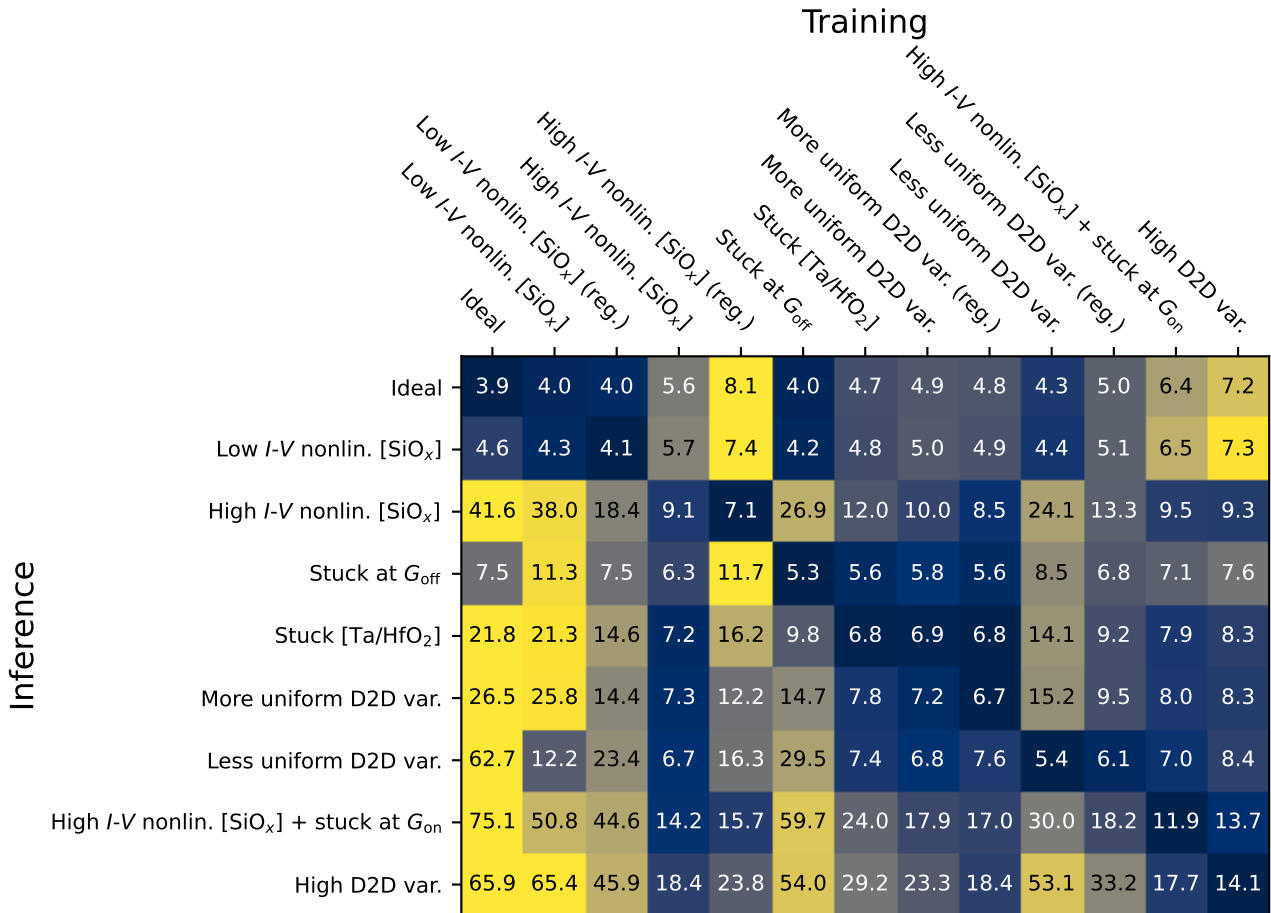 Training
Ideal
Low I-V nonlin. [SiOₓ]
Low I-V nonlin. [SiOₓ] (reg.)
High I-V nonlin. [SiOₓ]
High I-V nonlin. [SiOₓ] (reg.)
Stuck at G_off
Stuck [Ta/HfO₂]
More uniform D2D var.
More uniform D2D var. (reg.)
Less uniform D2D var.
Less uniform D2D var. (reg.)
High I-V nonlin. [SiOₓ] + stuck at G_on
High D2D var.
Inference
Ideal 3.9 4.0 4.0 5.6 8.1 4.0 4.7 4.9 4.8 4.3 5.0 6.4 7.2
Low I-V nonlin. [SiOₓ] 4.6 4.3 4.1 5.7 7.4 4.2 4.8 5.0 4.9 4.4 5.1 6.5 7.3
High I-V nonlin. [SiOₓ] 41.6 38.0 18.4 9.1 7.1 26.9 12.0 10.0 8.5 24.1 13.3 9.5 9.3
Stuck at G_off 7.5 11.3 7.5 6.3 11.7 5.3 5.6 5.8 5.6 8.5 6.8 7.1 7.6
Stuck [Ta/HfO₂] 21.8 21.3 14.6 7.2 16.2 9.8 6.8 6.9 6.8 14.1 9.2 7.9 8.3
More uniform D2D var. 26.5 25.8 14.4 7.3 12.2 14.7 7.8 7.2 6.7 15.2 9.5 8.0 8.3
Less uniform D2D var. 62.7 12.2 23.4 6.7 16.3 29.5 7.4 6.8 7.6 5.4 6.1 7.0 8.4
High I-V nonlin. [SiOₓ] + stuck at G_on 75.1 50.8 44.6 14.2 15.7 59.7 24.0 17.9 17.0 30.0 18.2 11.9 13.7
High D2D var. 65.9 65.4 45.9 18.4 23.8 54.0 29.2 23.3 18.4 53.1 33.2 17.7 14.1